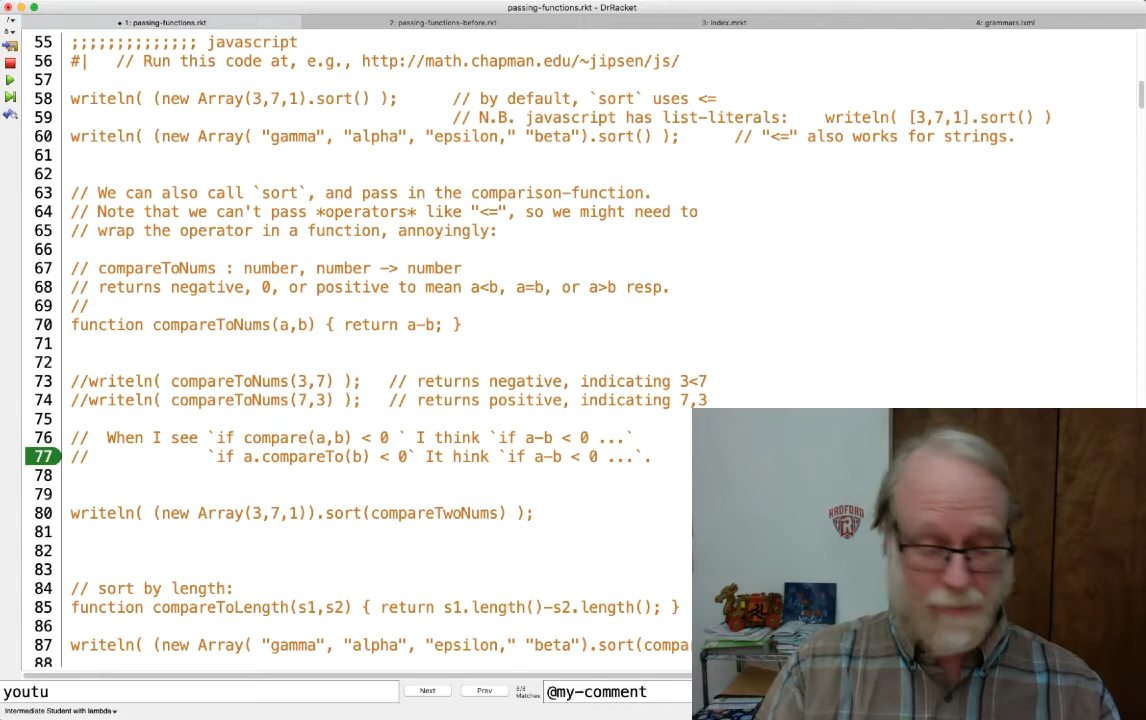 passing-functions.rkt - DrRacket
1: passing-functions.rkt
2: passing-functions-before.rkt
3: index.mrkt
4: grammars.ixml
55 ;;;;;;;;;;;;;; javascript
56 #| // Run this code at, e.g., http://math.chapman.edu/~jipsen/js/
57
58 writeln( (new Array(3,7,1).sort() ); // by default, `sort` uses <=
59 // N.B. javascript has list-literals: writeln( [3,7,1].sort() )
60 writeln( (new Array( "gamma", "alpha", "epsilon," "beta").sort() ); // "<=" also works for strings.
61
62
63 // We can also call `sort`, and pass in the comparison-function.
64 // Note that we can't pass *operators* like "<=", so we might need to
65 // wrap the operator in a function, annoyingly:
66
67 // compareToNums : number, number -> number
68 // returns negative, 0, or positive to mean a<b, a=b, or a>b resp.
69 //
70 function compareToNums(a,b) { return a-b; }
71
72
73 //writeln( compareToNums(3,7) ); // returns negative, indicating 3<7
74 //writeln( compareToNums(7,3) ); // returns positive, indicating 7,3
75
76 // When I see `if compare(a,b) < 0 ` I think `if a-b < 0 ...`
77 // `if a.compareTo(b) < 0` It hink `if a-b < 0 ...`.
78
79
80 writeln( (new Array(3,7,1)).sort(compareTwoNums) );
81
82
83
84 // sort by length:
85 function compareToLength(s1,s2) { return s1.length()-s2.length(); }
86
87 writeln( (new Array( "gamma", "alpha", "epsilon," "beta").sort(compa
88
RADFORD
youtu
Next
Prev
8/8
Matches
@my-comment
Intermediate Student with lambda